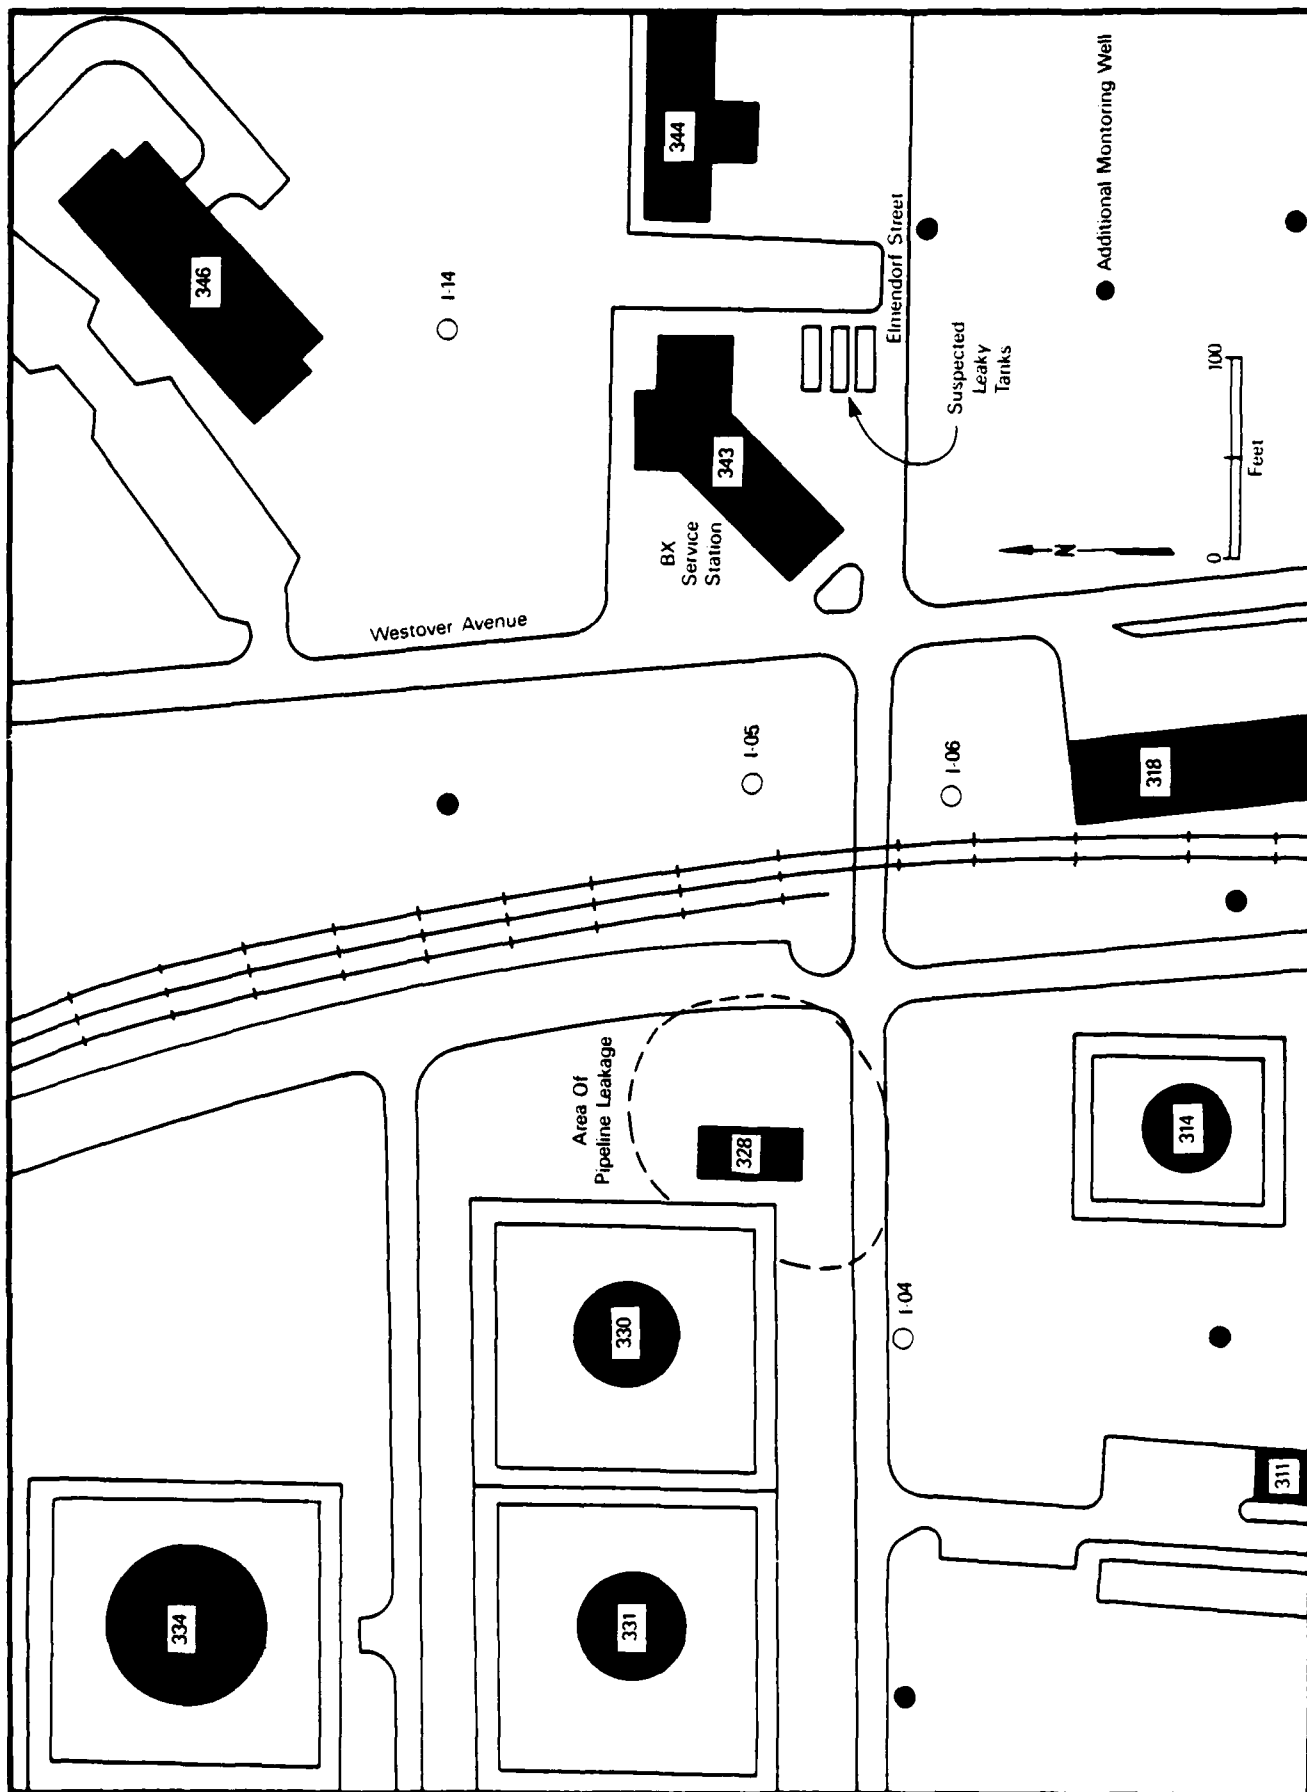 334
346
I-14
Westover Avenue
Area Of
Pipeline Leakage
331
330
BX
Service
Station
344
343
328
I-05
Elmendorf Street
I-04
I-06
Suspected
Leaky
Tanks
N
Additional Montoring Well
318
314
0 100
Feet
311